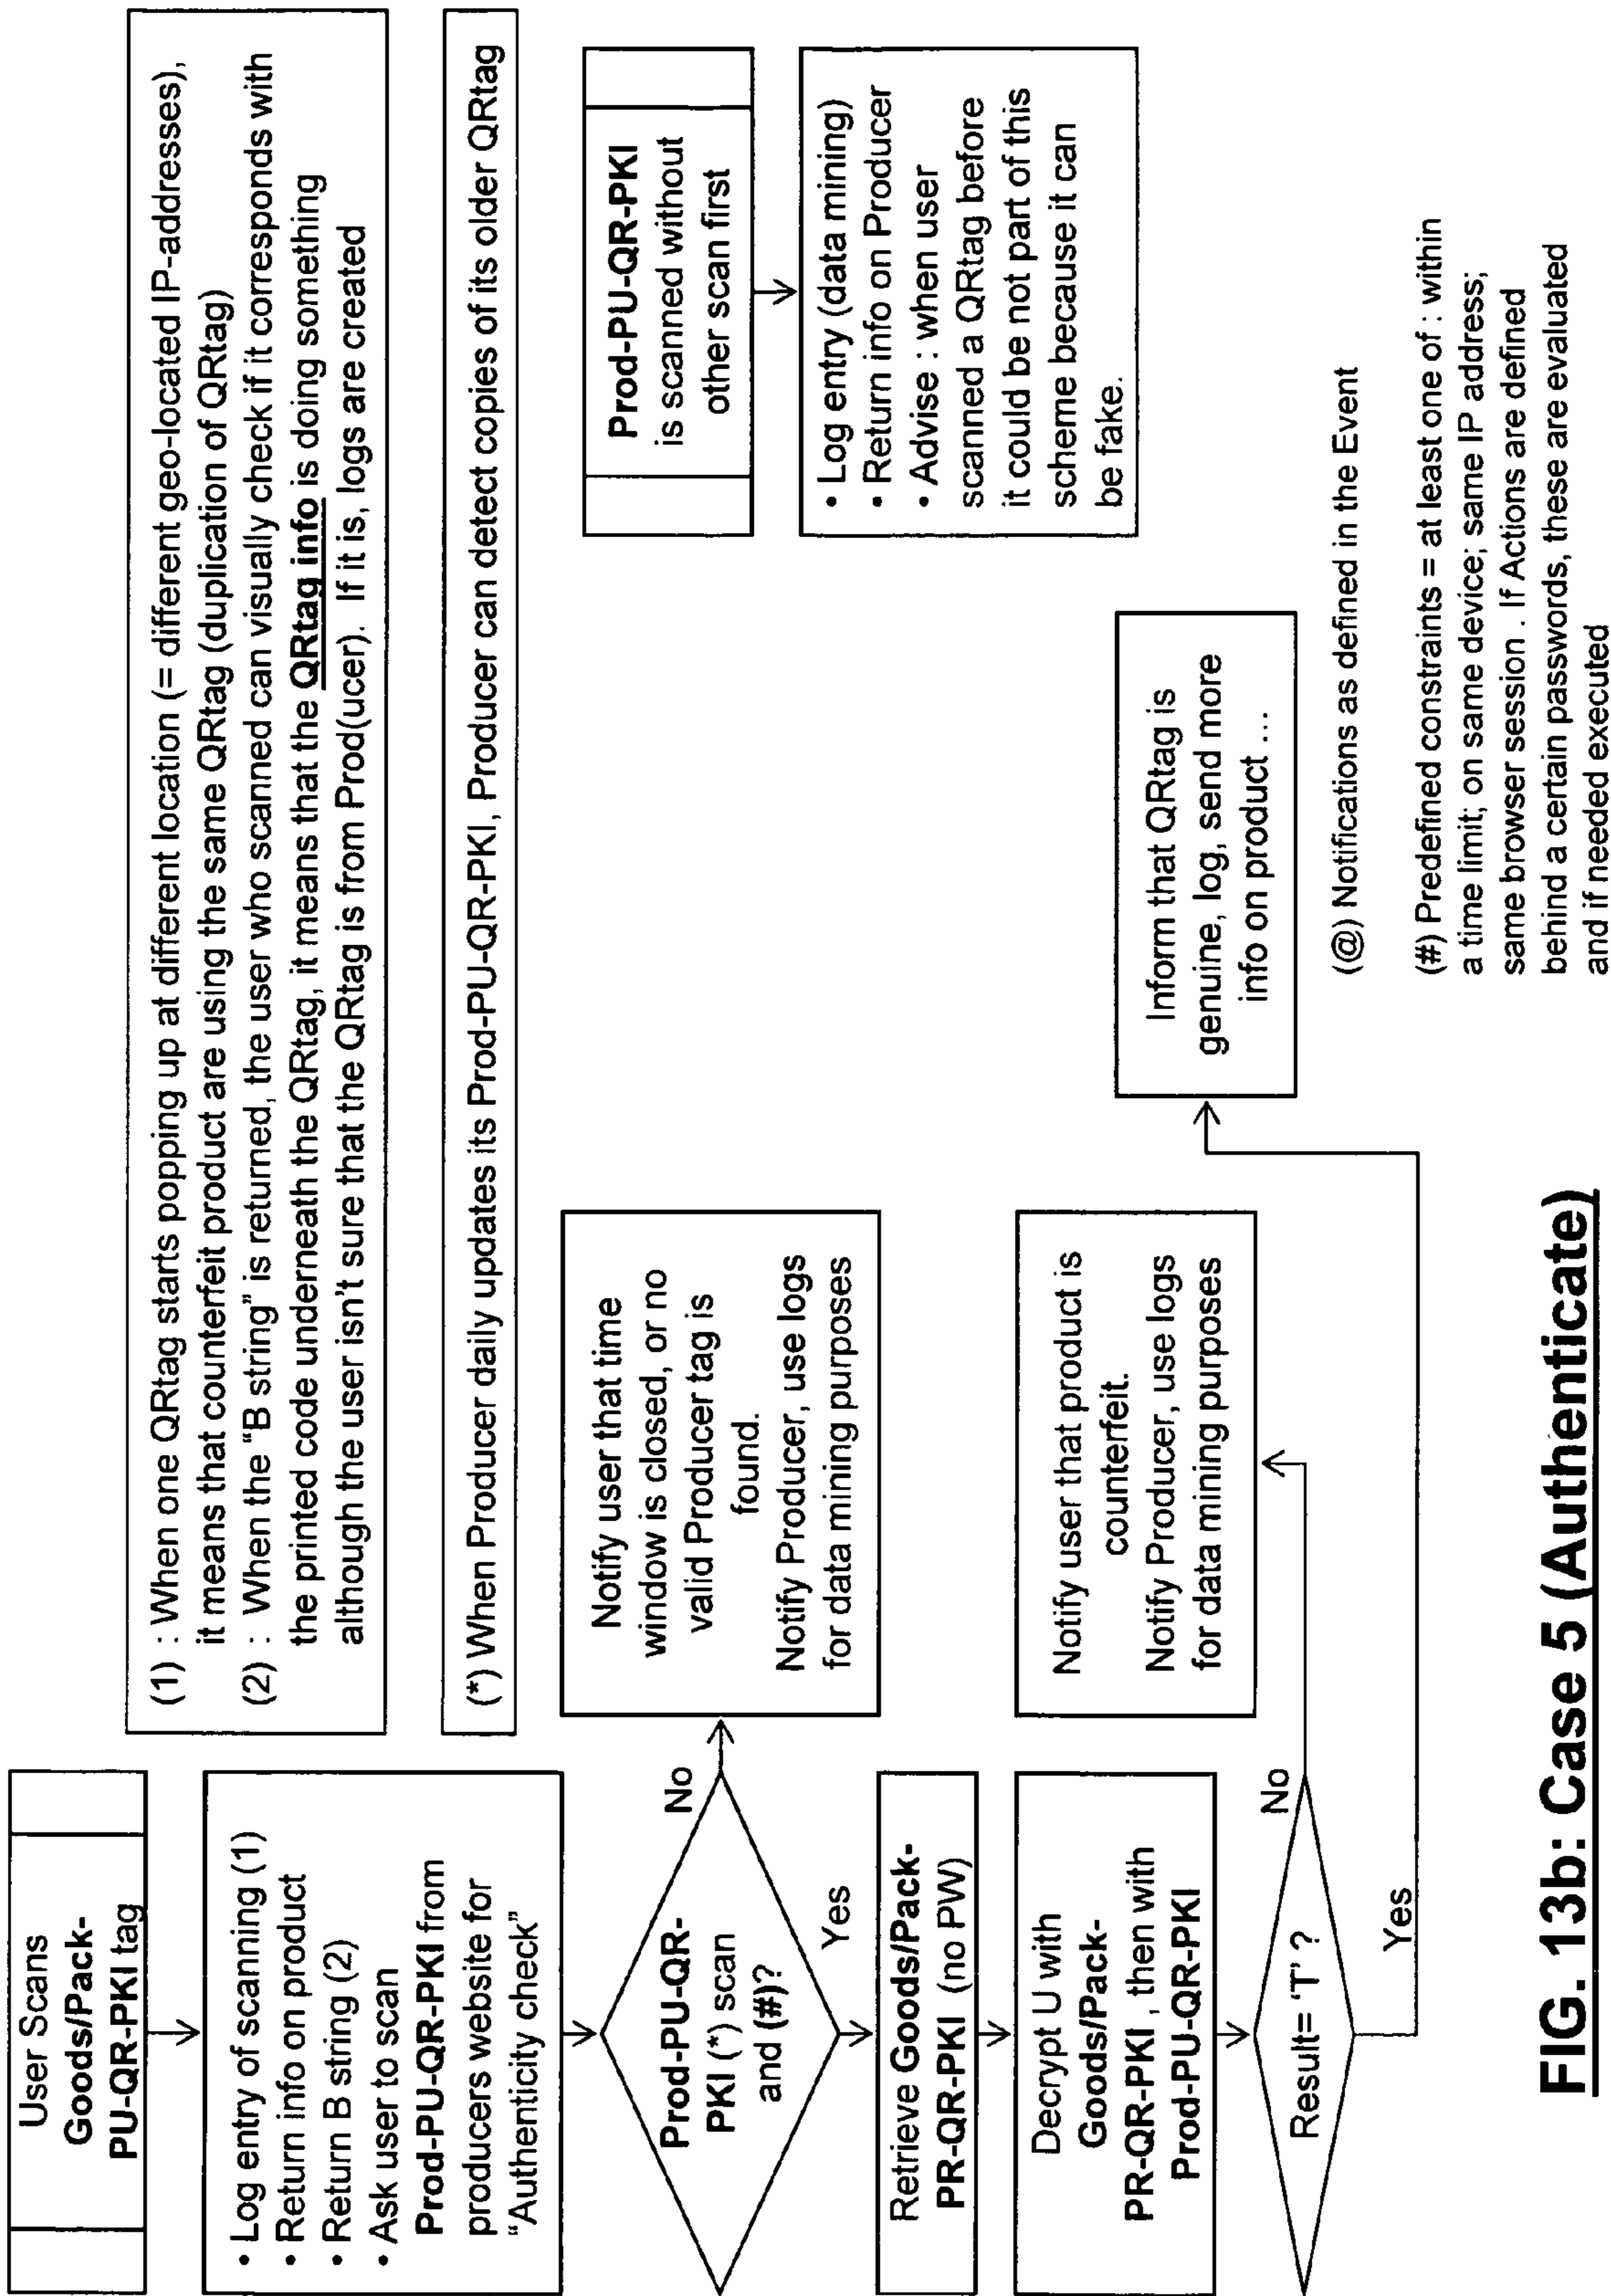 User Scans
Goods/Pack-
PU-QR-PKI tag
• Log entry of scanning (1)
• Return info on product
• Return B string (2)
• Ask user to scan
Prod-PU-QR-PKI from
producers website for
“Authenticity check”
Prod-PU-QR-
PKI (*) scan
and (#)?
No
Yes
Retrieve Goods/Pack-
PR-QR-PKI (no PW)
Decrypt U with
Goods/Pack-
PR-QR-PKI, then with
Prod-PU-QR-PKI
Result= ‘T’ ?
No
Yes
(1) : When one QRtag starts popping up at different location (= different geo-located IP-addresses),
it means that counterfeit product are using the same QRtag (duplication of QRtag)
(2) : When the “B string” is returned, the user who scanned can visually check if it corresponds with
the printed code underneath the QRtag, it means that the QRtag info is doing something
although the user isn't sure that the QRtag is from Prod(ucer). If it is, logs are created
(*) When Producer daily updates its Prod-PU-QR-PKI, Producer can detect copies of its older QRtag
Notify user that time
window is closed, or no
valid Producer tag is
found.
Notify Producer, use logs
for data mining purposes
Notify user that product is
counterfeit.
Notify Producer, use logs
for data mining purposes
Prod-PU-QR-PKI
is scanned without
other scan first
• Log entry (data mining)
• Return info on Producer
• Advise : when user
scanned a QRtag before
it could be not part of this
scheme because it can
be fake.
Inform that QRtag is
genuine, log, send more
info on product ...
(@) Notifications as defined in the Event
(#) Predefined constraints = at least one of : within
a time limit; on same device; same IP address;
same browser session . If Actions are defined
behind a certain passwords, these are evaluated
and if needed executed
FIG. 13b: Case 5 (Authenticate)